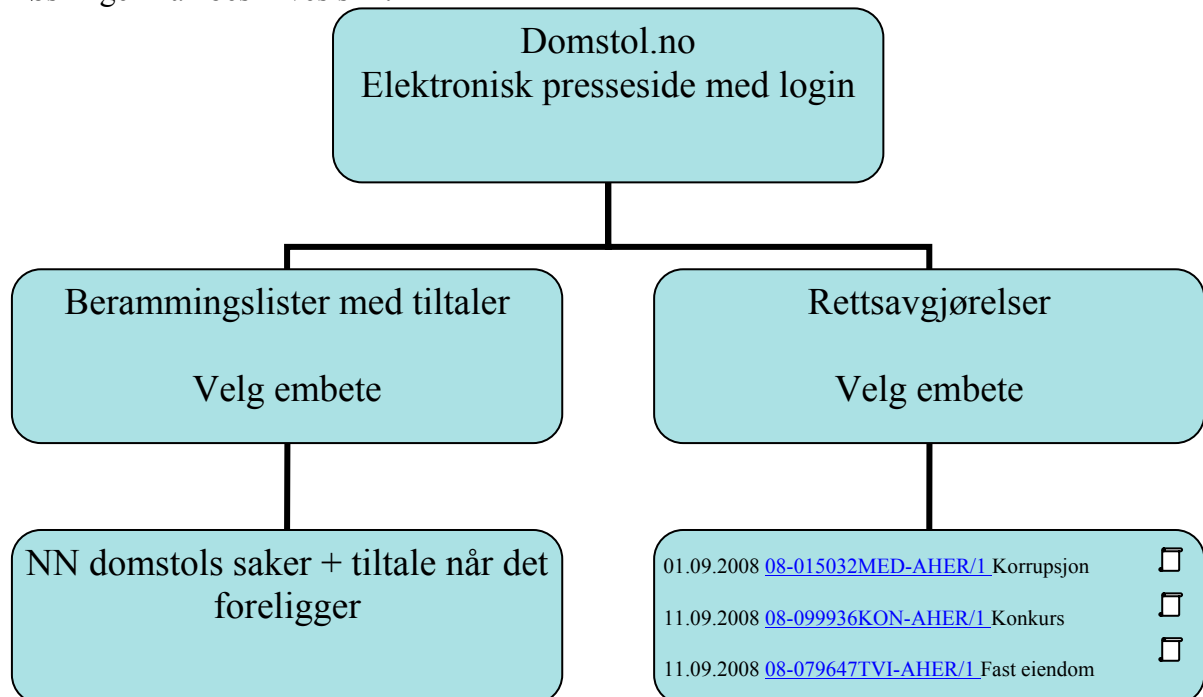 Domstol.no
Elektronisk presseside med login
Berammingslister med tiltaler
Velg embete
Rettsavgjørelser
Velg embete
NN domstols saker + tiltale når det
foreligger
01.09.2008 08-015032MED-AHER/1 Korrupsjon
11.09.2008 08-099936KON-AHER/1 Konkurs
11.09.2008 08-079647TVI-AHER/1 Fast eiendom